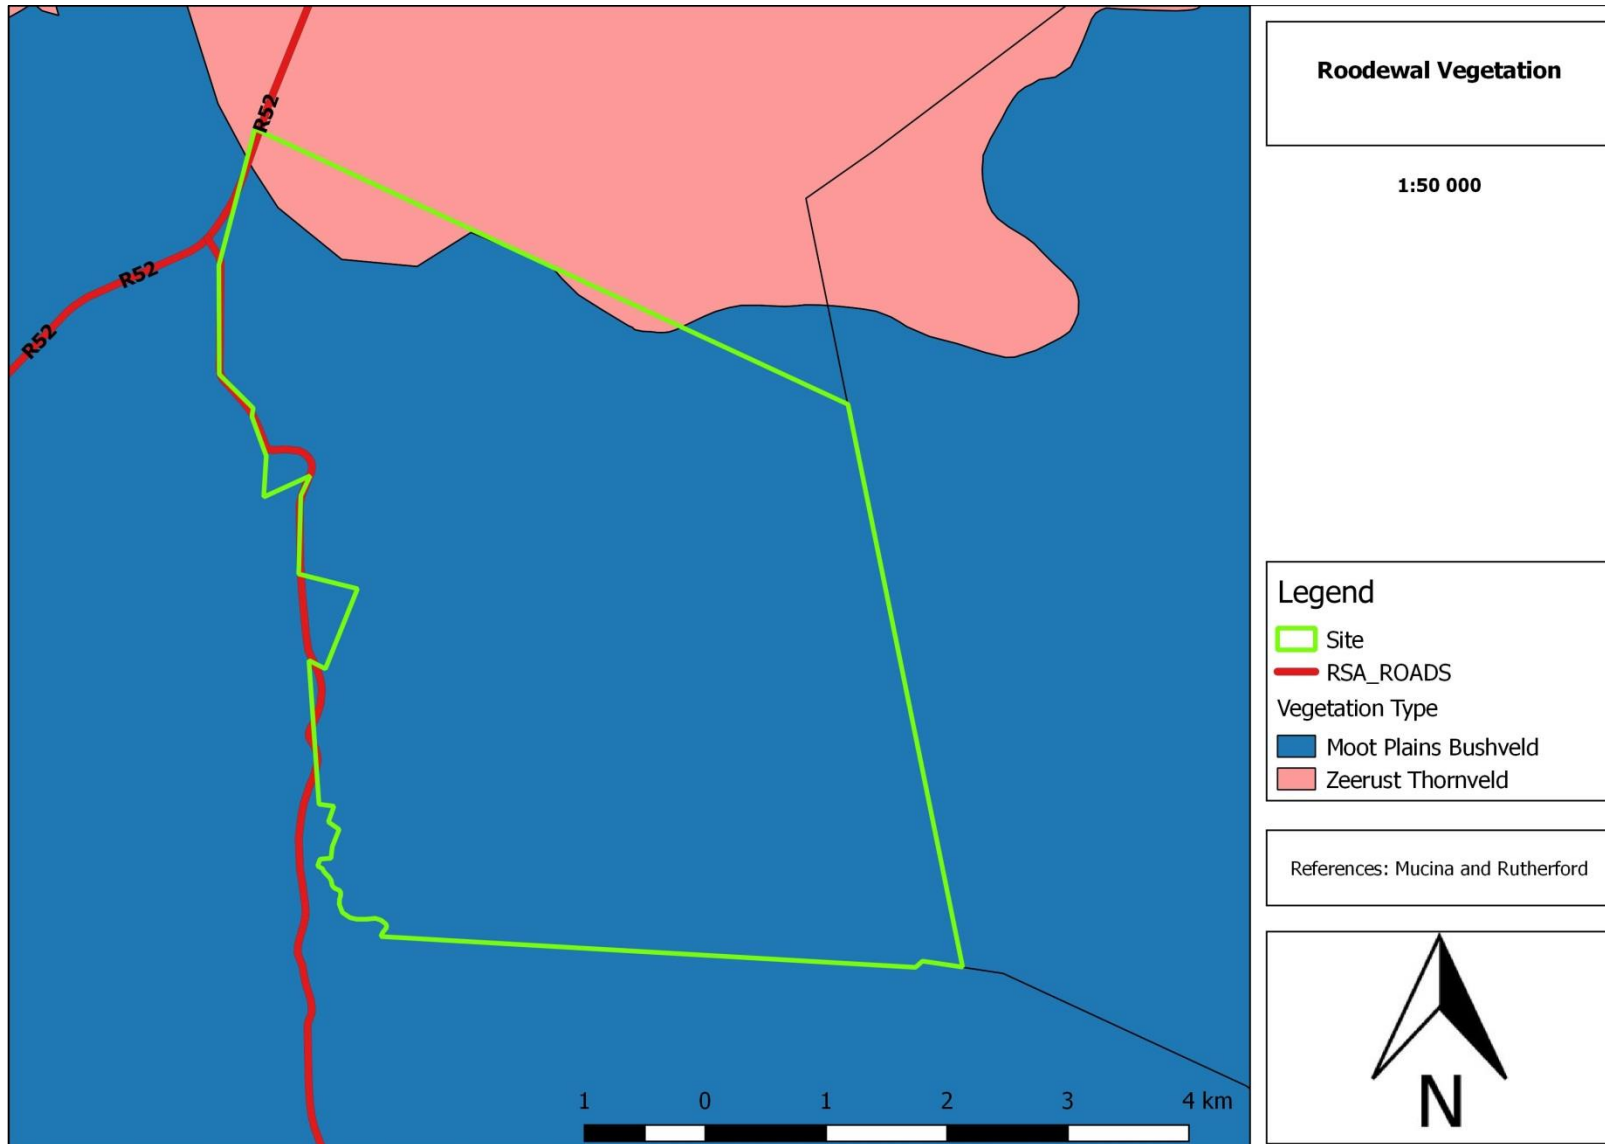 Roodewal Vegetation
1:50 000
R52
R52
R52
Legend
Site
RSA_ROADS
Vegetation Type
Moot Plains Bushveld
Zeerust Thornveld
References: Mucina and Rutherford
N
1 0 1 2 3 4 km